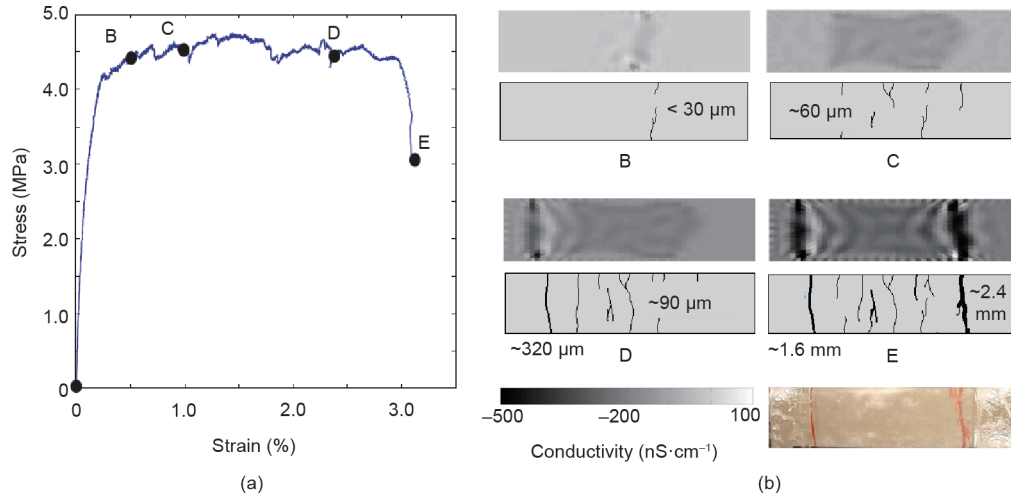 (a)
5.0
4.0
3.0
2.0
1.0
0
Stress (MPa)
B
C
D
E
0
1.0
2.0
3.0
Strain (%)
(b)
< 30 µm
B
~60 µm
C
~90 µm
~320 µm
D
~2.4
mm
~1.6 mm
E
–500
–200
100
Conductivity (nS·cm⁻¹)
(a)
(b)